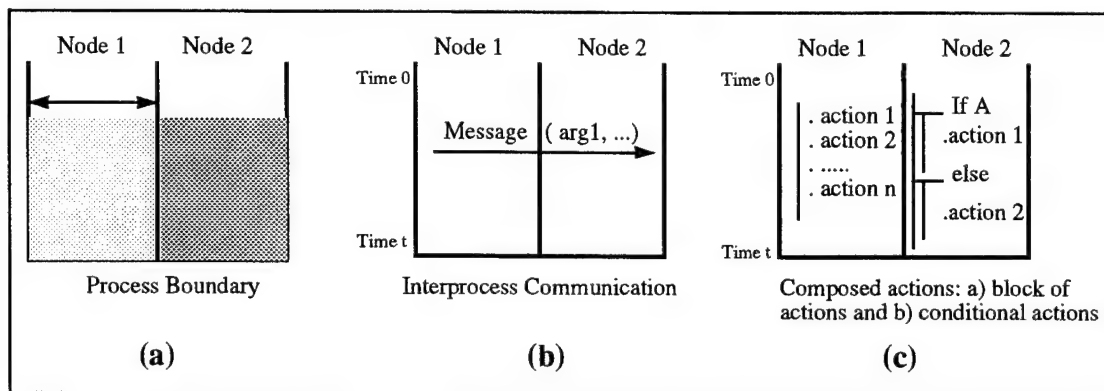 Node 1 Node 2
Process Boundary
(a)
Node 1 Node 2
Time 0
Message ( arg1, ...)
Time t
Interprocess Communication
(b)
Node 1 Node 2
Time 0
. action 1
. action 2
. .....
. action n
If A
.action 1
else
.action 2
Time t
Composed actions: a) block of
actions and b) conditional actions
(c)